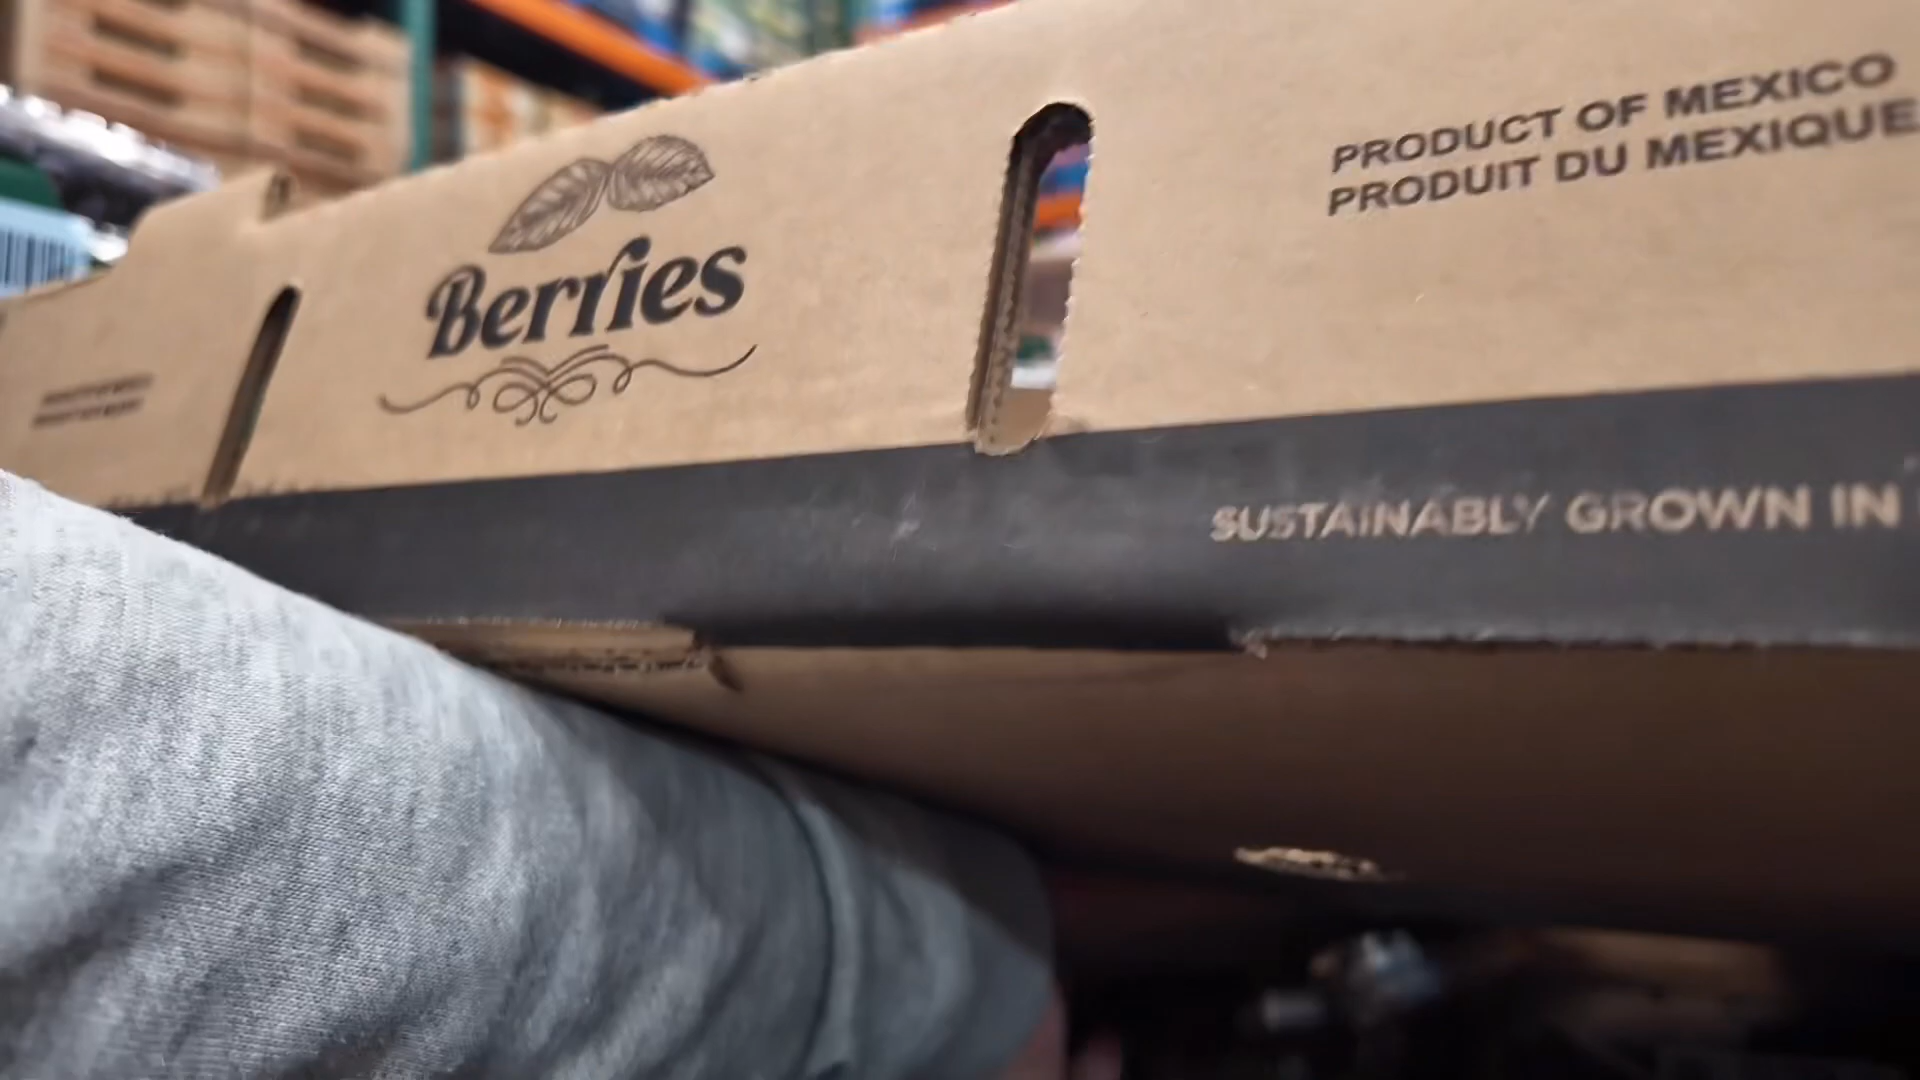 Berries
PRODUCT OF MEXICO
PRODUIT DU MEXIQUE
SUSTAINABLY GROWN IN